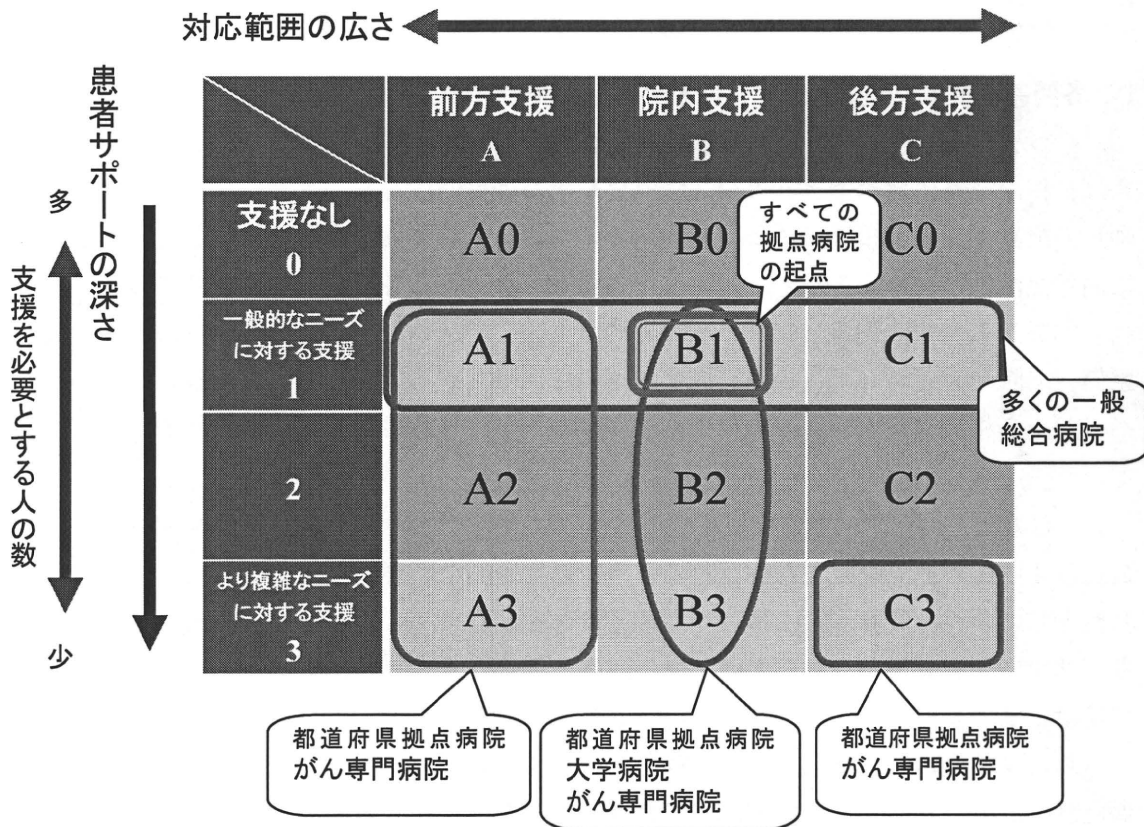 対応範囲の広さ
患者サポートの深さ
多
支援を必要とする人の数
少
前方支援
A
院内支援
B
後方支援
C
支援なし
0
A0
B0
C0
すべての
拠点病院
の起点
一般的なニーズ
に対する支援
1
A1
B1
C1
多くの一般
総合病院
2
A2
B2
C2
より複雑なニーズ
に対する支援
3
A3
B3
C3
都道府県拠点病院
がん専門病院
都道府県拠点病院
大学病院
がん専門病院
都道府県拠点病院
がん専門病院